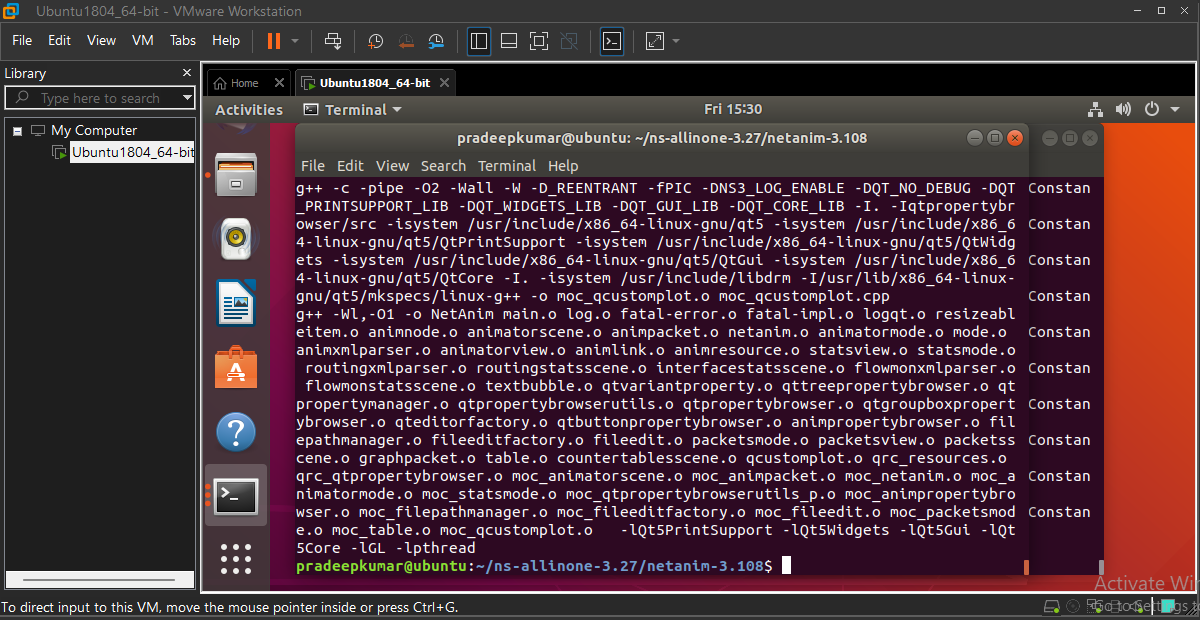 Ubuntu1804_64-bit - VMware Workstation
File Edit View VM Tabs Help
Library
Type here to search
My Computer
Ubuntu1804_64-bit
Home
Ubuntu1804_64-bit
Activities Terminal Fri 15:30
pradeepkumar@ubuntu: ~/ns-allinone-3.27/netanim-3.108
File Edit View Search Terminal Help
g++ -c -pipe -O2 -Wall -W -D_REENTRANT -fPIC -DNS3_LOG_ENABLE -DQT_NO_DEBUG -DQT Constan
_PRINTSUPPORT_LIB -DQT_WIDGETS_LIB -DQT_GUI_LIB -DQT_CORE_LIB -I. -Iqtpropertybr
owser/src -isystem /usr/include/x86_64-linux-gnu/qt5 -isystem /usr/include/x86_6 Constan
4-linux-gnu/qt5/QtPrintSupport -isystem /usr/include/x86_64-linux-gnu/qt5/QtWidg
ets -isystem /usr/include/x86_64-linux-gnu/qt5/QtGui -isystem /usr/include/x86_6 Constan
4-linux-gnu/qt5/QtCore -I. -isystem /usr/include/libdrm -I/usr/lib/x86_64-linux-
gnu/qt5/mkspecs/linux-g++ -o moc_qcustomplot.o moc_qcustomplot.cpp Constan
g++ -Wl,-O1 -o NetAnim main.o log.o fatal-error.o fatal-impl.o logqt.o resizeabl
eitem.o animnode.o animatorscene.o animpacket.o netanim.o animatormode.o mode.o Constan
animxmlparser.o animatorview.o animlink.o animresource.o statsview.o statsmode.o
routingxmlparser.o routingstatsscene.o interfacestatsscene.o flowmonxmlparser.o Constan
flowmonstatsscene.o textbubble.o qtvariantproperty.o qttreepropertybrowser.o qt
propertymanager.o qtpropertybrowserutils.o qtpropertybrowser.o qtgroupboxpropert Constan
ybrowser.o qteditorfactory.o qtbuttonpropertybrowser.o animpropertybrowser.o fil
epathmanager.o fileeditfactory.o fileedit.o packetsmode.o packetsview.o packetss Constan
cene.o graphpacket.o table.o countertablesscene.o qcustomplot.o qrc_resources.o
qrc_qtpropertybrowser.o moc_animatorscene.o moc_animpacket.o moc_netanim.o moc_a Constan
nimatormode.o moc_statsmode.o moc_qtpropertybrowserutils_p.o moc_animpropertybro
wser.o moc_filepathmanager.o moc_fileeditfactory.o moc_fileedit.o moc_packetsmod Constan
e.o moc_table.o moc_qcustomplot.o -lQt5PrintSupport -lQt5Widgets -lQt5Gui -lQt
5Core -lGL -lpthread
pradeepkumar@ubuntu:~/ns-allinone-3.27/netanim-3.108$
Activate Win
Go to Settings t
To direct input to this VM, move the mouse pointer inside or press Ctrl+G.